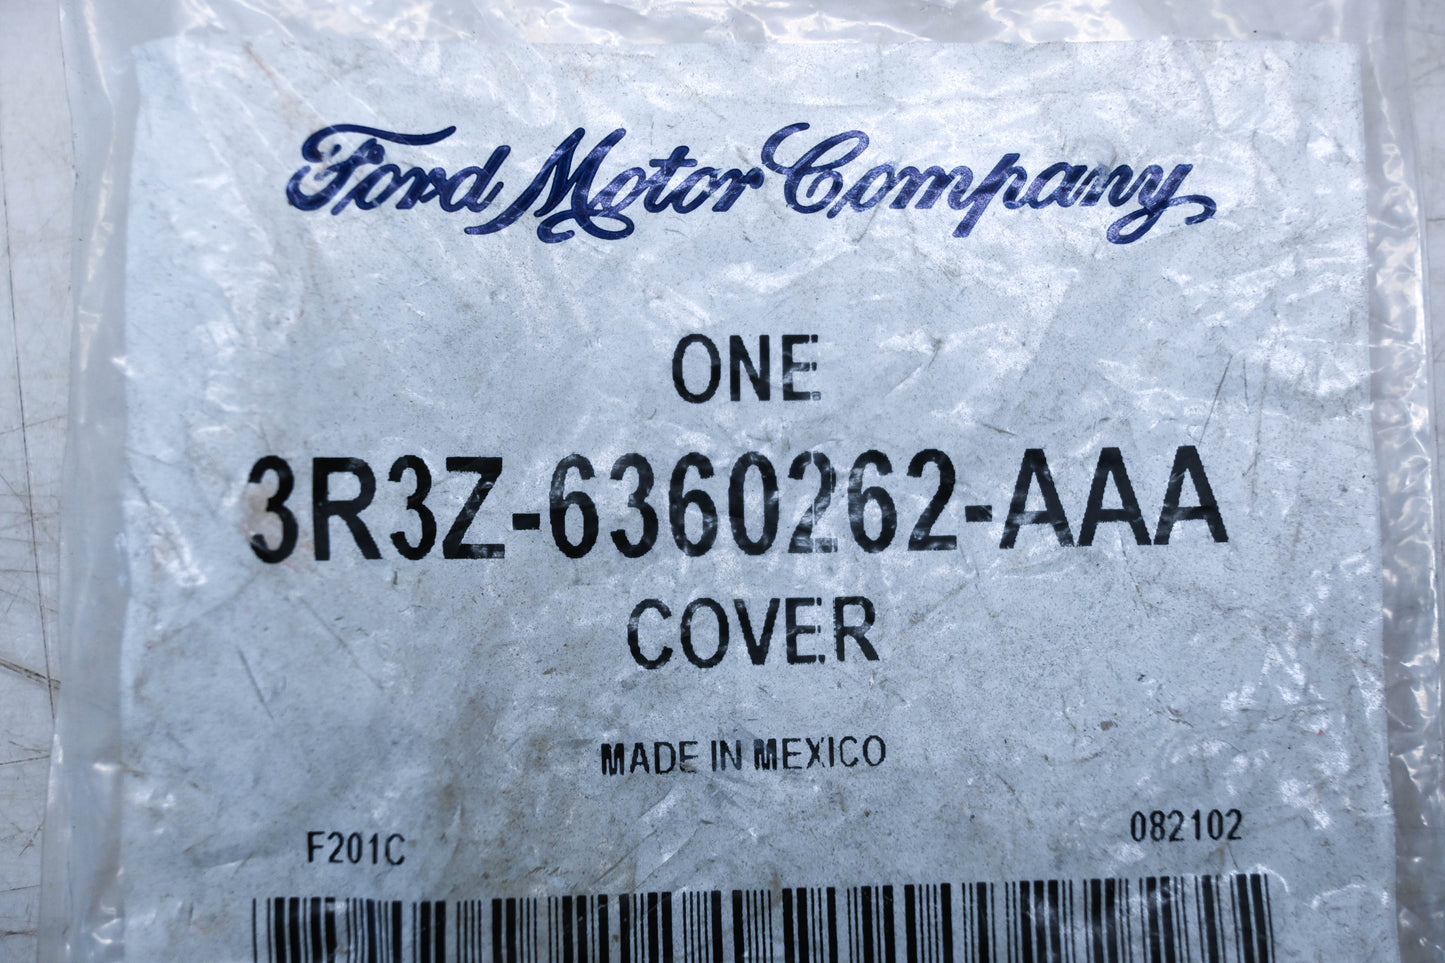 Ford Motor Company
ONE
3R3Z-6360262-AAA
COVER
MADE IN MEXICO
F201C
082102